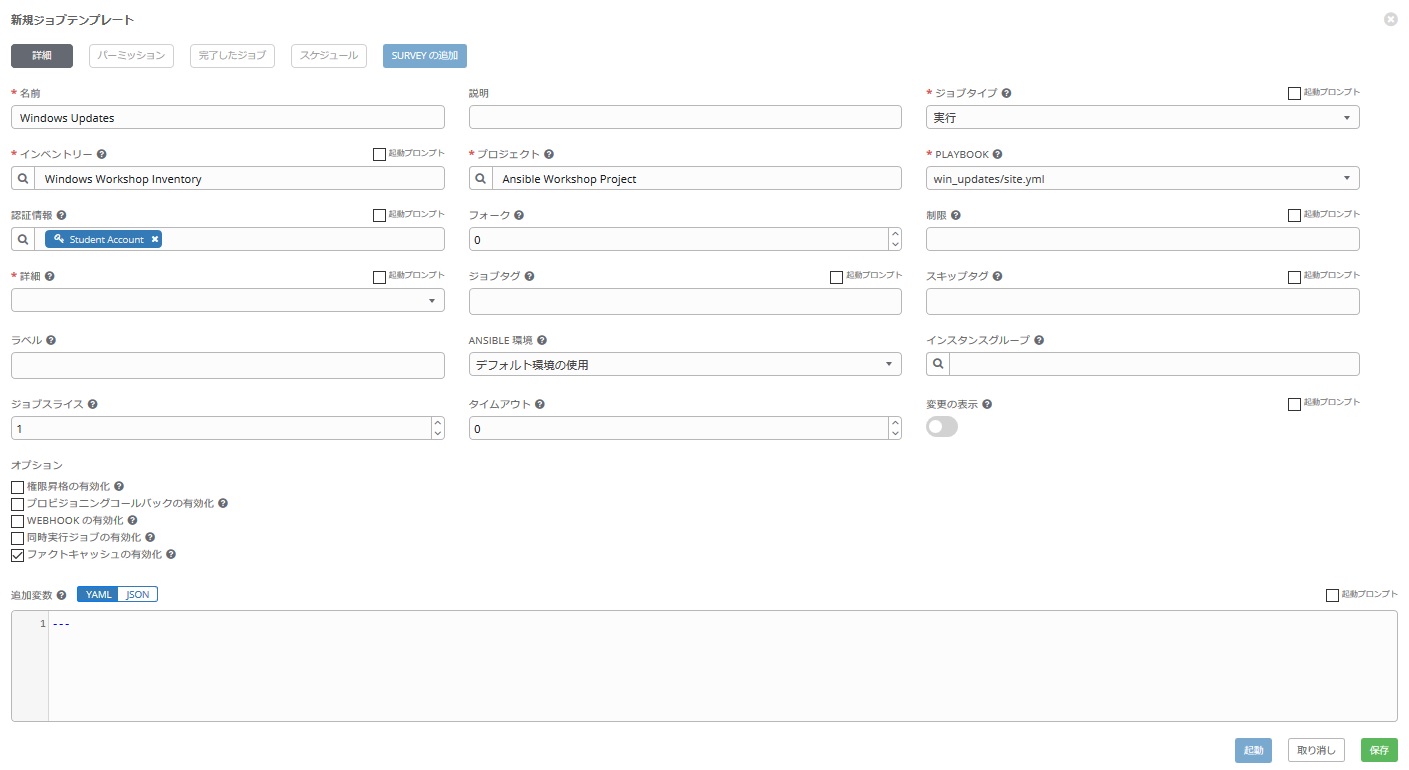 新規ジョブテンプレート
詳細 パーミッション 完了したジョブ スケジュール SURVEY の追加
* 名前 説明 * ジョブタイプ 起動プロンプト
Windows Updates 実行
* インベントリー 起動プロンプト * プロジェクト * PLAYBOOK
Windows Workshop Inventory Ansible Workshop Project win_updates/site.yml
認証情報 起動プロンプト フォーク 制限 起動プロンプト
Student Account 0
* 詳細 起動プロンプト ジョブタグ 起動プロンプト スキップタグ 起動プロンプト
ラベル ANSIBLE 環境 インスタンスグループ
デフォルト環境の使用
ジョブスライス タイムアウト 変更の表示 起動プロンプト
1 0
オプション
権限昇格の有効化
プロビジョニングコールバックの有効化
WEBHOOK の有効化
同時実行ジョブの有効化
ファクトキャッシュの有効化
追加変数 YAML JSON 起動プロンプト
1 ---
起動 取り消し 保存